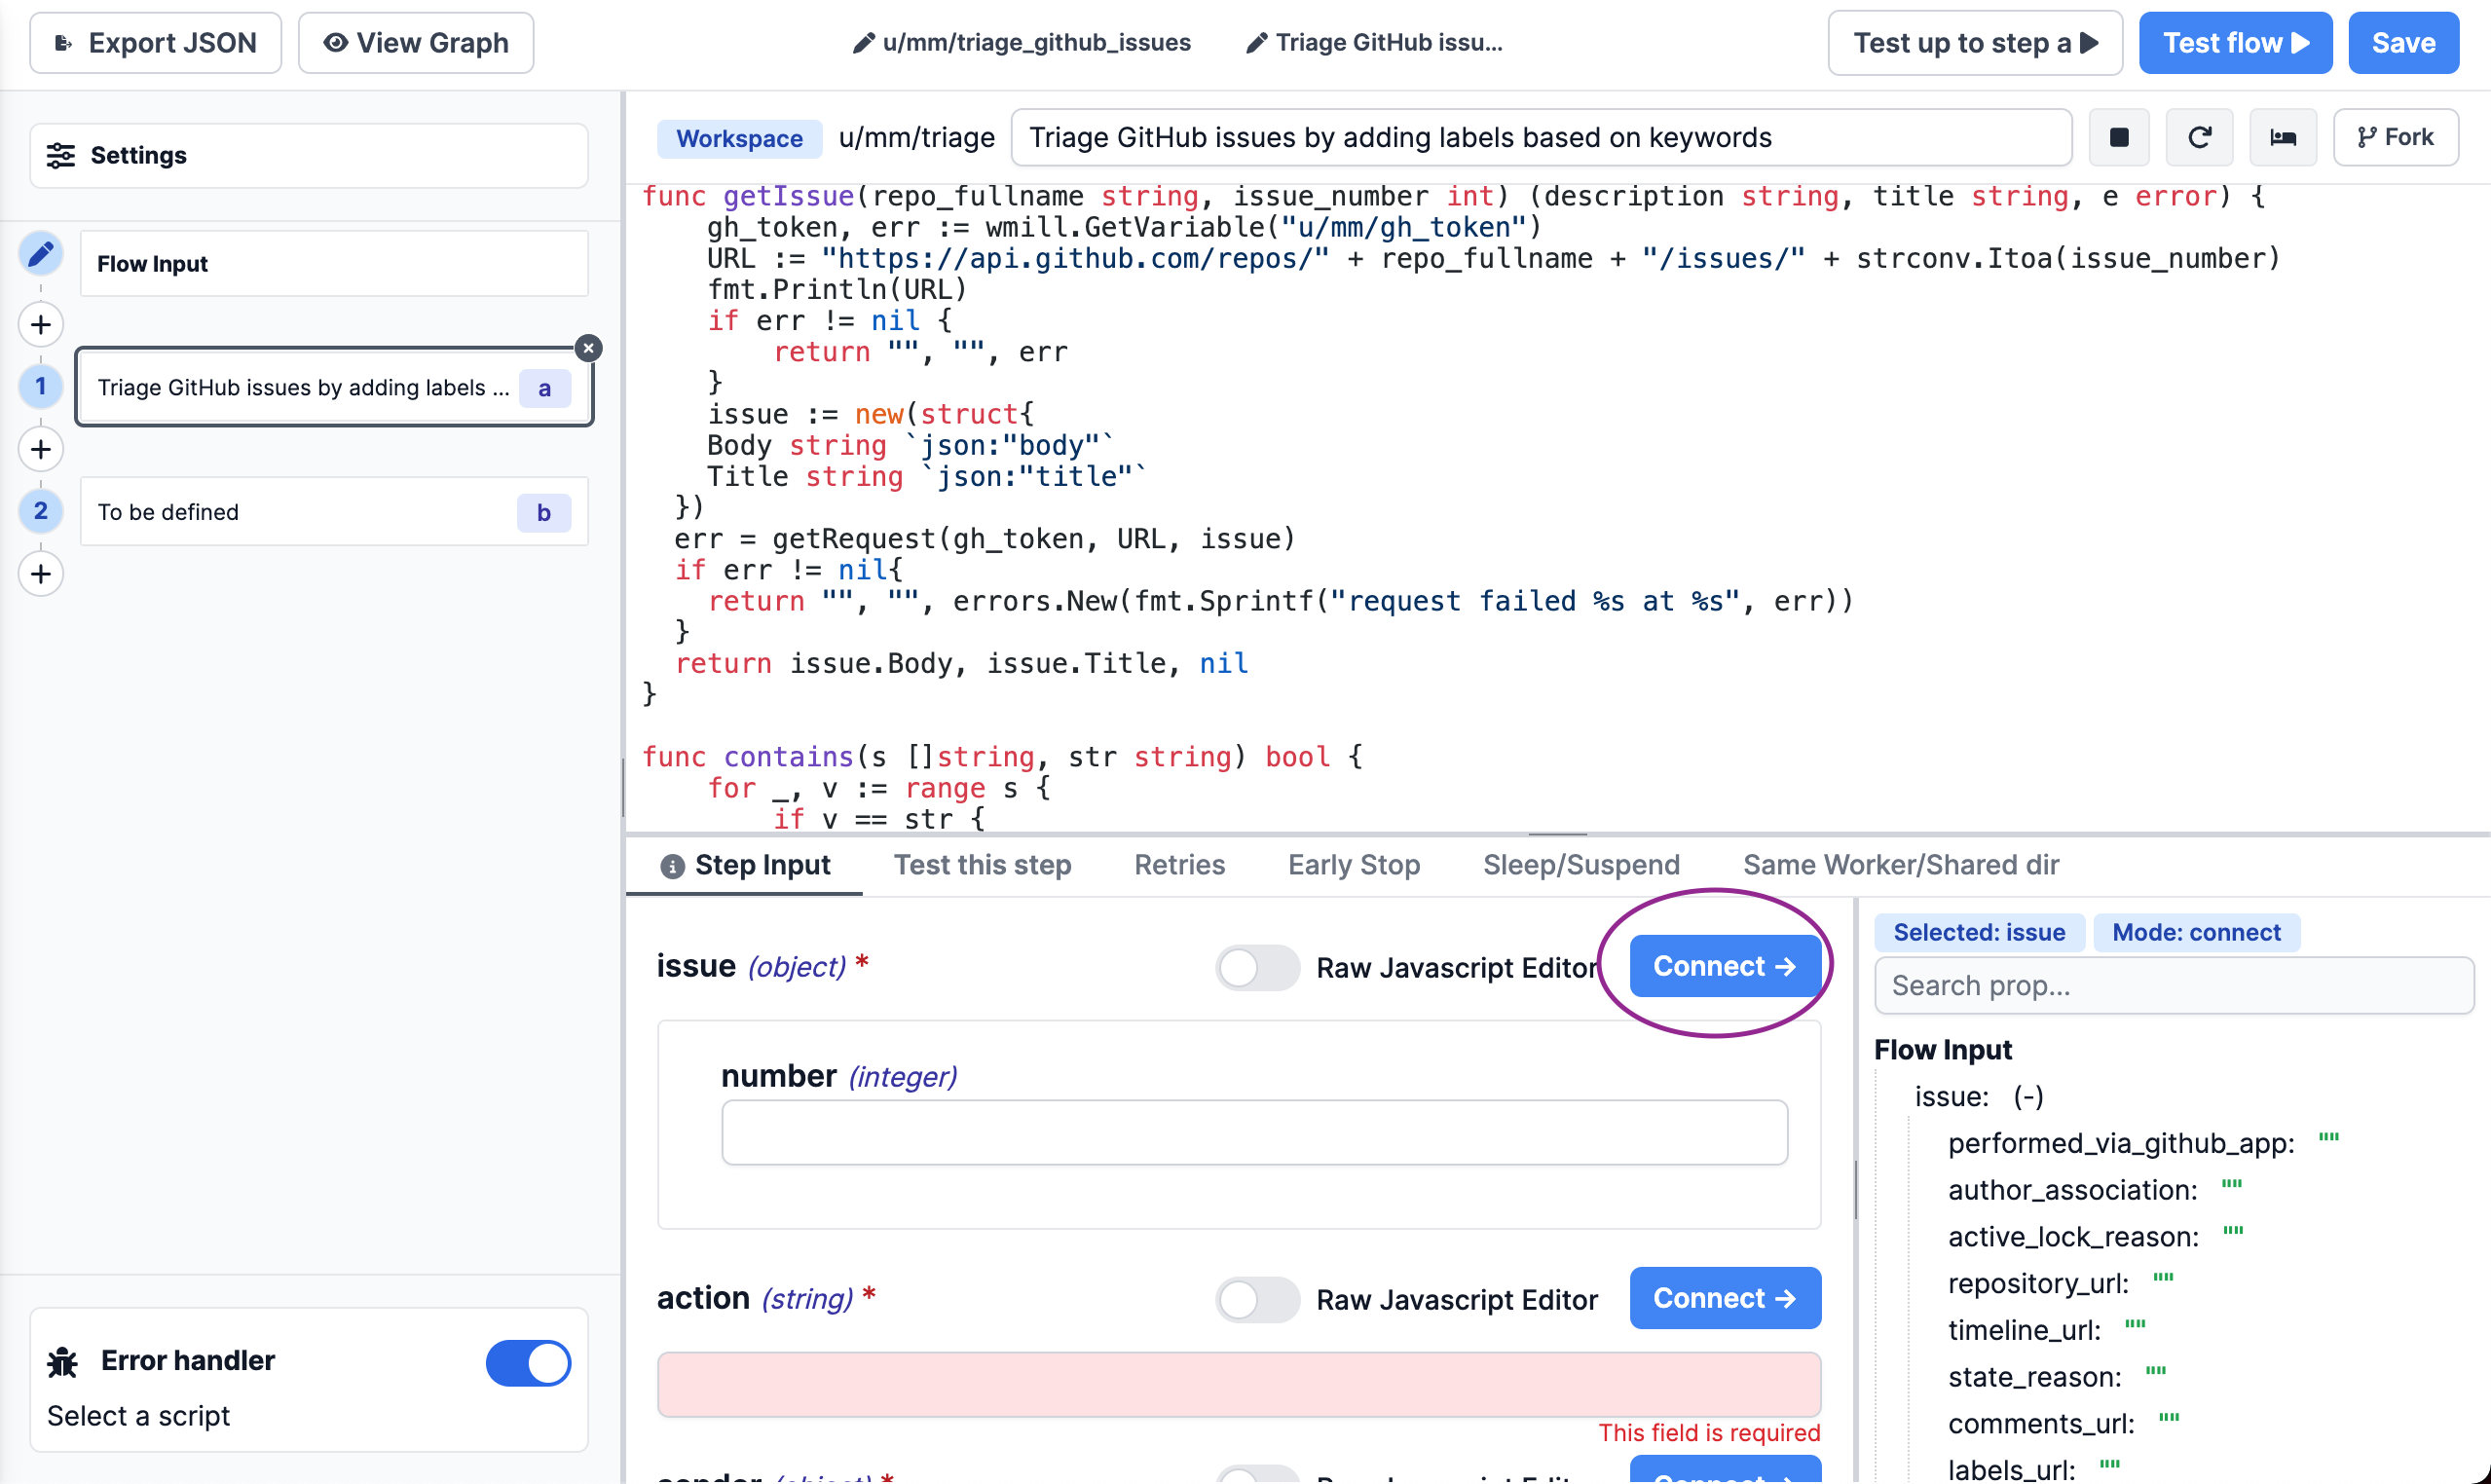 Export JSON
View Graph
u/mm/triage_github_issues
Triage GitHub issu...
Test up to step a
Test flow
Save
Settings
Flow Input
1
Triage GitHub issues by adding labels ...
a
2
To be defined
b
Error handler
Select a script
Workspace
u/mm/triage
Triage GitHub issues by adding labels based on keywords
Fork
func getIssue(repo_fullname string, issue_number int) (description string, title string, e error) {
gh_token, err := wmill.GetVariable("u/mm/gh_token")
URL := "https://api.github.com/repos/" + repo_fullname + "/issues/" + strconv.Itoa(issue_number)
fmt.Println(URL)
if err != nil {
return "", "", err
}
issue := new(struct{
Body string `json:"body"`
Title string `json:"title"`
})
err = getRequest(gh_token, URL, issue)
if err != nil{
return "", "", errors.New(fmt.Sprintf("request failed %s at %s", err))
}
return issue.Body, issue.Title, nil
}
func contains(s []string, str string) bool {
for _, v := range s {
if v == str {
Step Input
Test this step
Retries
Early Stop
Sleep/Suspend
Same Worker/Shared dir
issue (object) *
Raw Javascript Editor
Connect →
number (integer)
action (string) *
Raw Javascript Editor
Connect →
This field is required
Selected: issue
Mode: connect
Search prop...
Flow Input
issue: (-)
performed_via_github_app: ""
author_association: ""
active_lock_reason: ""
repository_url: ""
timeline_url: ""
state_reason: ""
comments_url: ""
labels_url: ""